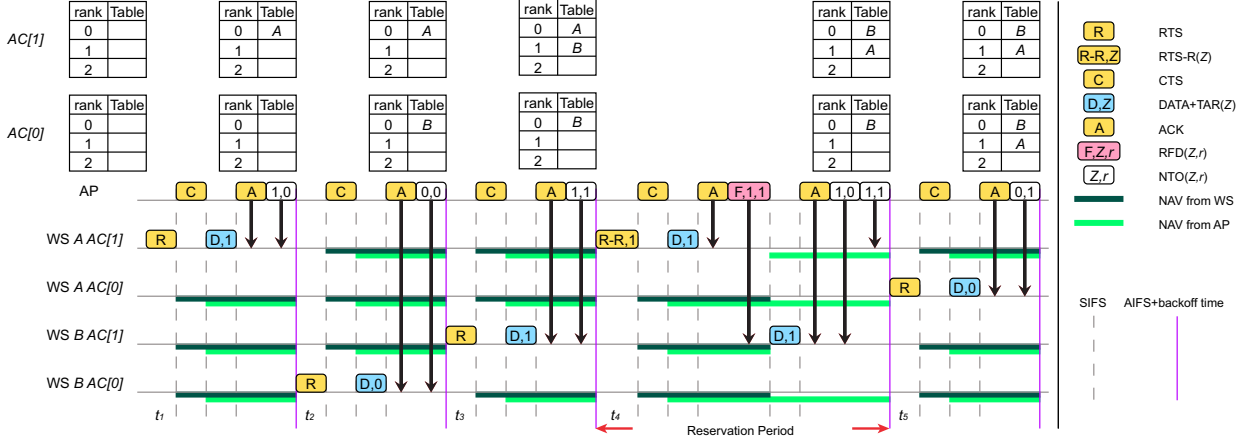 rank Table rank Table rank Table rank Table rank Table rank Table
AC[1] 0 0 A 0 A 0 A 0 B 0 B
1 1 1 1 B 1 A 1 A
2 2 2 2 2 2
rank Table rank Table rank Table rank Table rank Table rank Table
AC[0] 0 0 0 B 0 B 0 B 0 B
1 1 1 1 1 1 A
2 2 2 2 2 2
AP C A 1,0 C A 0,0 C A 1,1 C A F,1,1 A 1,0 1,1 C A 0,1
WS A AC[1] R D,1 R-R,1 D,1
WS A AC[0] R D,0
WS B AC[1] R D,1 D,1
WS B AC[0] R D,0
t1 t2 t3 t4 t5
Reservation Period
R RTS
R-R,Z RTS-R(Z)
C CTS
D,Z DATA+TAR(Z)
A ACK
F,Z,r RFD(Z,r)
Z,r NTO(Z,r)
NAV from WS
NAV from AP
SIFS AIFS+backoff time